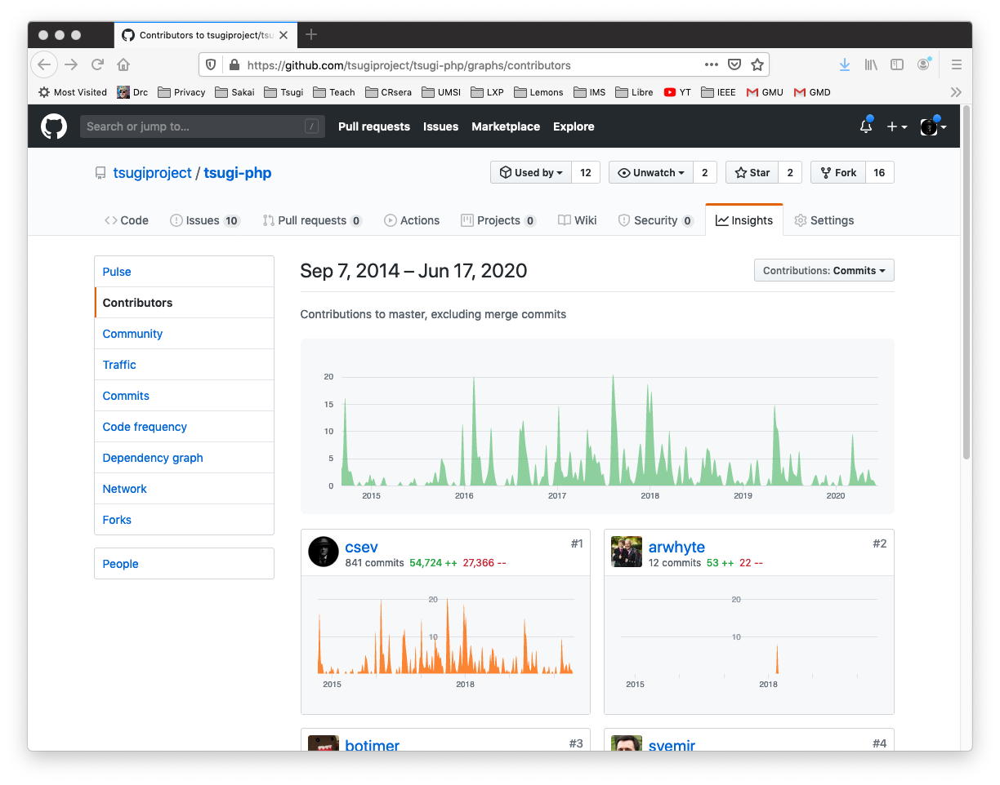 Contributors to tsugiproject/tsu
https://github.com/tsugiproject/tsugi-php/graphs/contributors
Most Visited Drc Privacy Sakai Tsugi Teach CRsera UMSI LXP Lemons IMS Libre YT IEEE GMU GMD
Search or jump to... / Pull requests Issues Marketplace Explore
tsugiproject / tsugi-php Used by 12 Unwatch 2 Star 2 Fork 16
Code Issues 10 Pull requests 0 Actions Projects 0 Wiki Security 0 Insights Settings
Pulse
Contributors
Community
Traffic
Commits
Code frequency
Dependency graph
Network
Forks
People
Sep 7, 2014 – Jun 17, 2020 Contributions: Commits
Contributions to master, excluding merge commits
20
15
10
5
0
2015 2016 2017 2018 2019 2020
csev #1
841 commits 54,724 ++ 27,366 --
20
10
2015 2018
arwhyte #2
12 commits 53 ++ 22 --
20
10
2015 2018
botimer #3
svemir #4